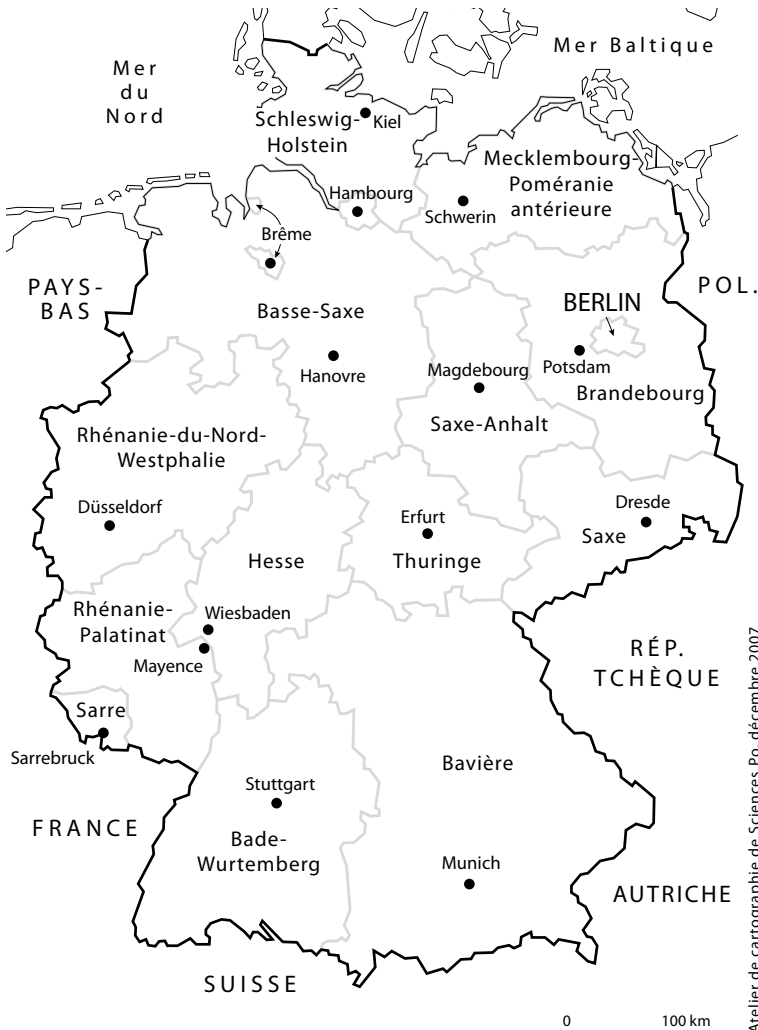 Mer Baltique
Mer
du
Nord
Schleswig-
Holstein
Kiel
Mecklembourg-
Poméranie
antérieure
Hambourg
Schwerin
Brême
PAYS-
BAS
POL.
BERLIN
Basse-Saxe
Hanovre
Magdebourg
Potsdam
Brandebourg
Saxe-Anhalt
Rhénanie-du-Nord-
Westphalie
Düsseldorf
Erfurt
Dresde
Saxe
Hesse
Thuringe
Rhénanie-
Palatinat
Wiesbaden
Mayence
RÉP.
TCHÈQUE
Sarre
Sarrebruck
Bavière
Stuttgart
FRANCE
Bade-
Wurtemberg
Munich
AUTRICHE
SUISSE
0 100 km
Atelier de cartographie de Sciences Po, décembre 2007